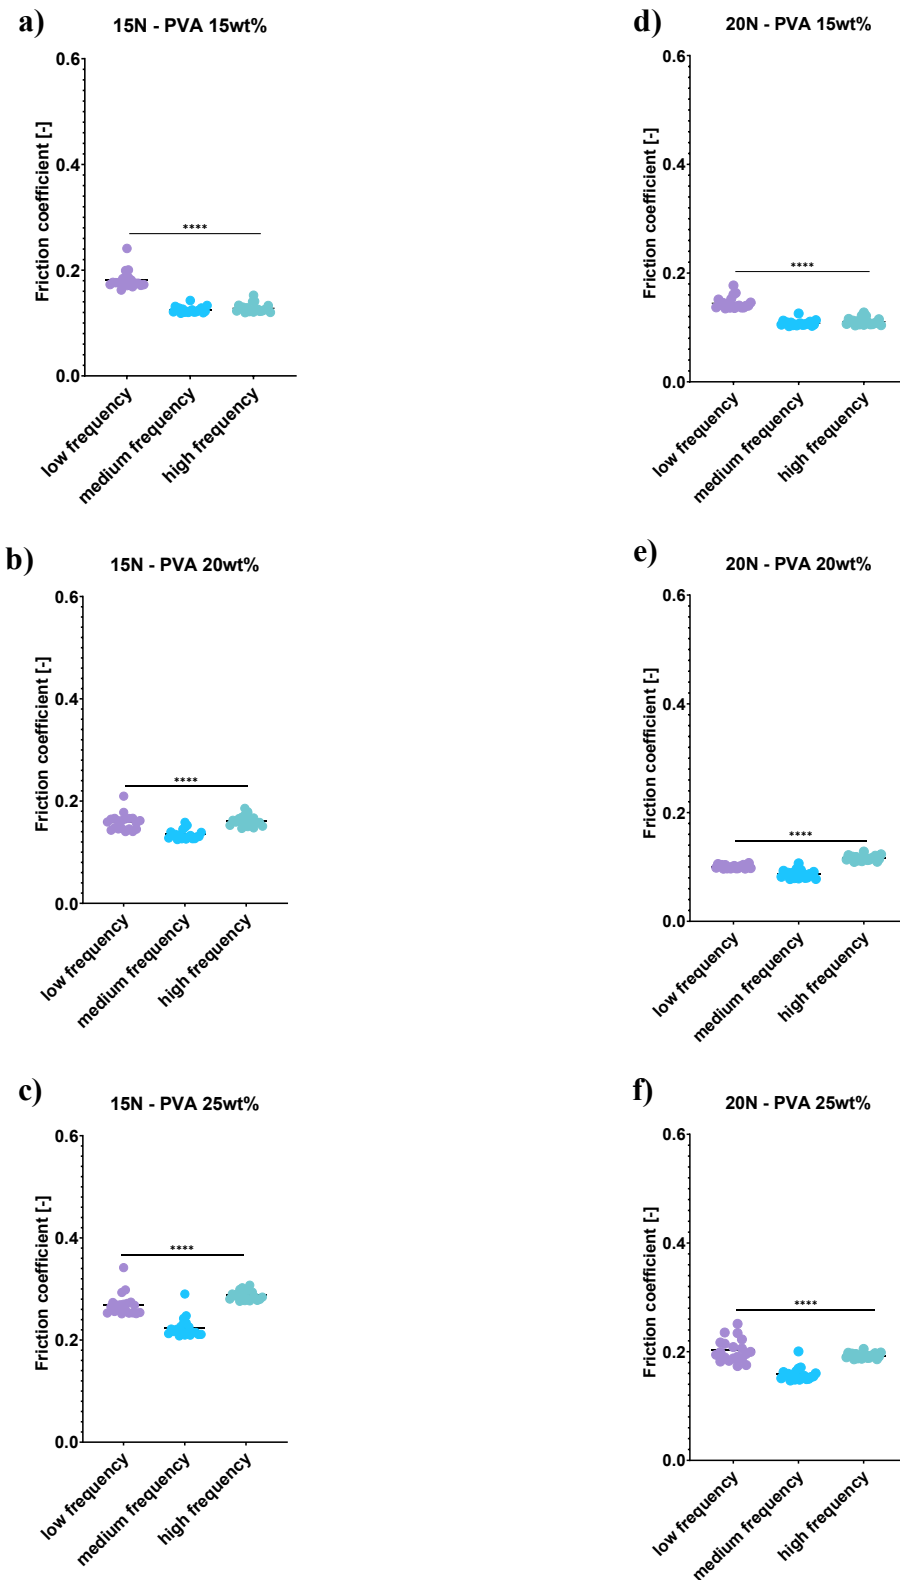 a)
15N - PVA 15wt%
Friction coefficient [-]
0.6
0.4
0.2
0.0
****
low frequency
medium frequency
high frequency
d)
20N - PVA 15wt%
Friction coefficient [-]
0.6
0.4
0.2
0.0
****
low frequency
medium frequency
high frequency
b)
15N - PVA 20wt%
Friction coefficient [-]
0.6
0.4
0.2
0.0
****
low frequency
medium frequency
high frequency
e)
20N - PVA 20wt%
Friction coefficient [-]
0.6
0.4
0.2
0.0
****
low frequency
medium frequency
high frequency
c)
15N - PVA 25wt%
Friction coefficient [-]
0.6
0.4
0.2
0.0
****
low frequency
medium frequency
high frequency
f)
20N - PVA 25wt%
Friction coefficient [-]
0.6
0.4
0.2
0.0
****
low frequency
medium frequency
high frequency